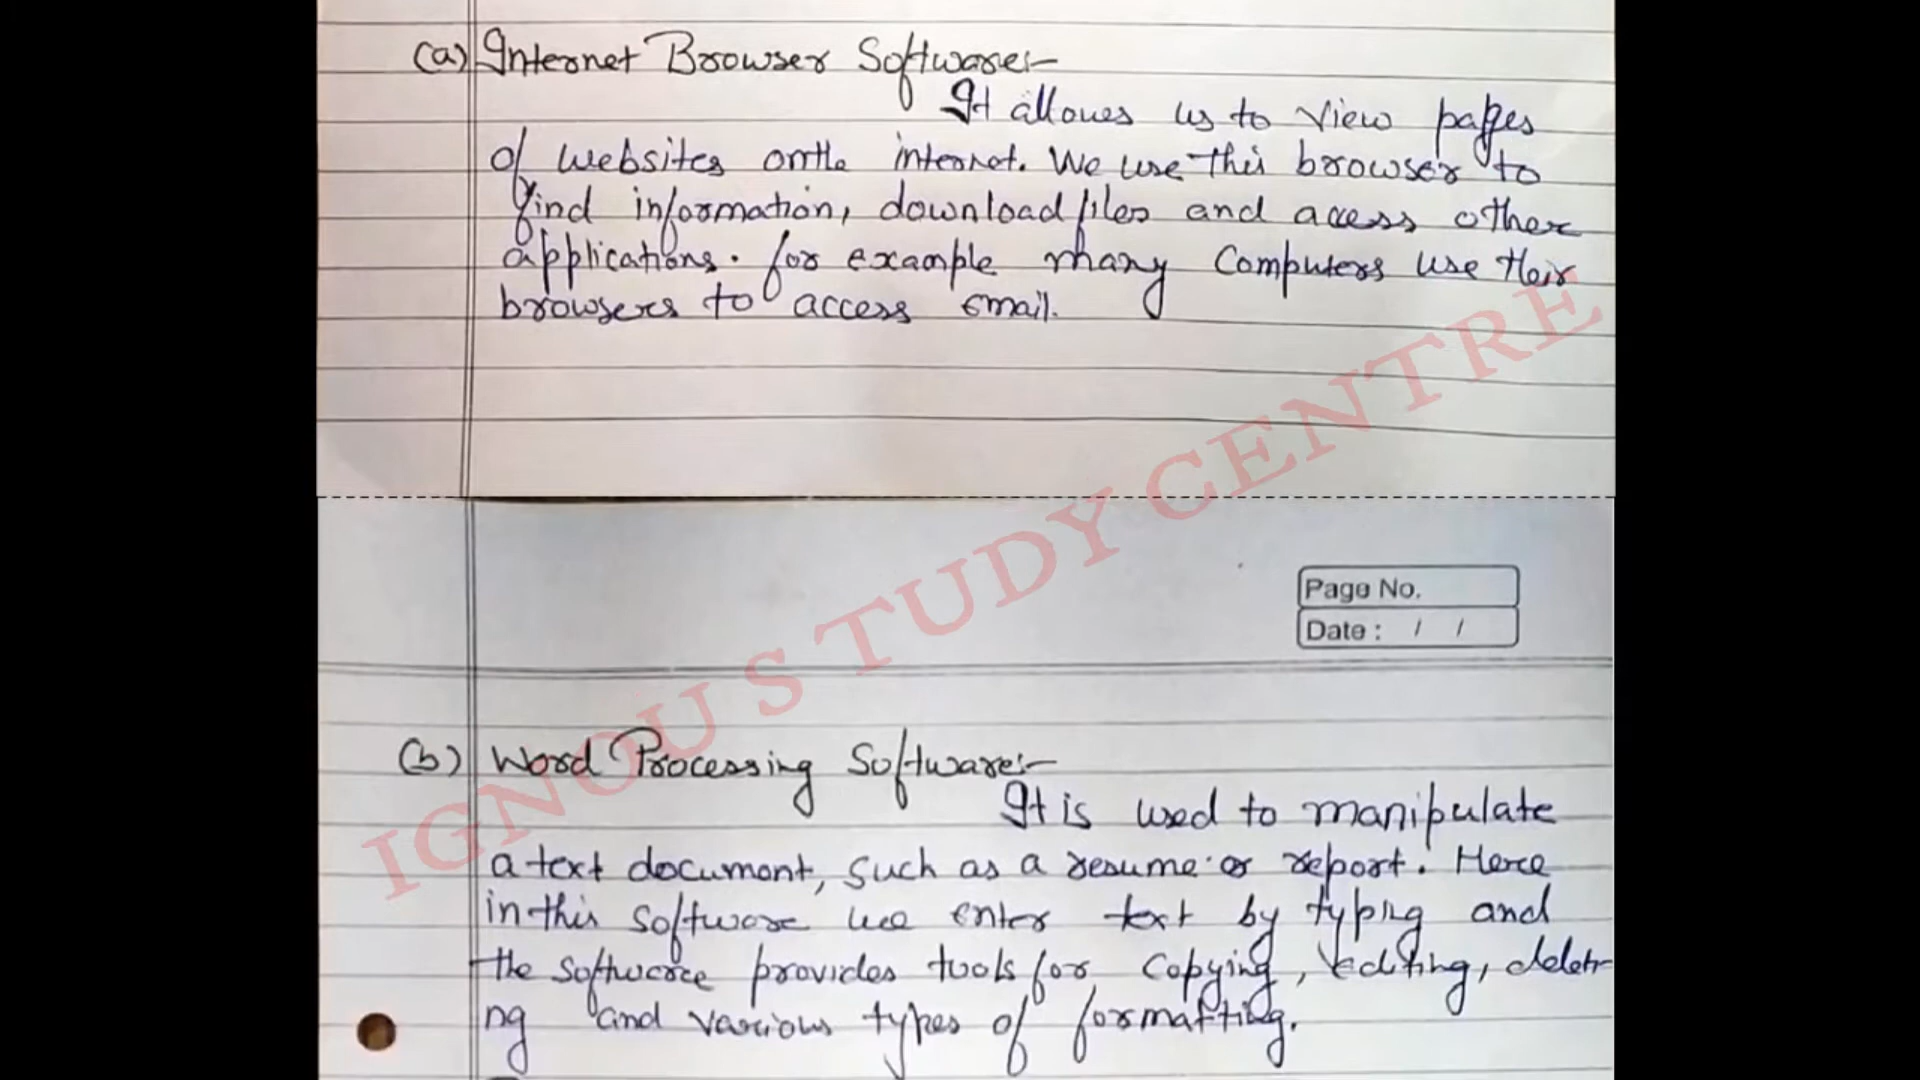 (a) Internet Browser Software:-
It allowes us to view pages
of websites on the internet. We use this browser to
find information, download files and access other
applications. for example many Computers use their
browsers to access email.
IGNOU STUDY CENTRE
Page No.
Date : / /
(b) Word Processing Software:-
It is used to manipulate
a text document, such as a resume or report. Here
in this software we enter text by typing and
the software provides tools for Copying, editing, deleti
ng and various types of formatting.